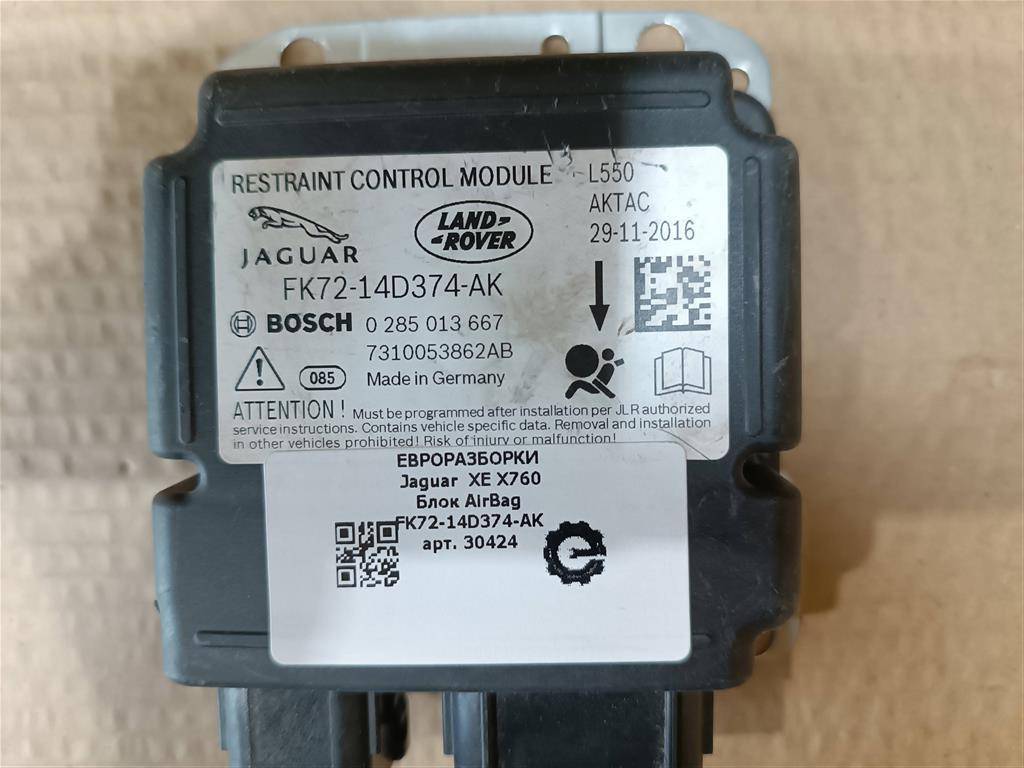 RESTRAINT CONTROL MODULE L550
AKTAC
29-11-2016
JAGUAR
LAND-
-ROVER
FK72-14D374-AK
BOSCH 0 285 013 667
7310053862AB
085 Made in Germany
ATTENTION ! Must be programmed after installation per JLR authorized
service instructions. Contains vehicle specific data. Removal and installation
in other vehicles prohibited! Risk of injury or malfunction!
ЕВРОРАЗБОРКИ
Jaguar XE X760
Блок AirBag
FK72-14D374-AK
арт. 30424